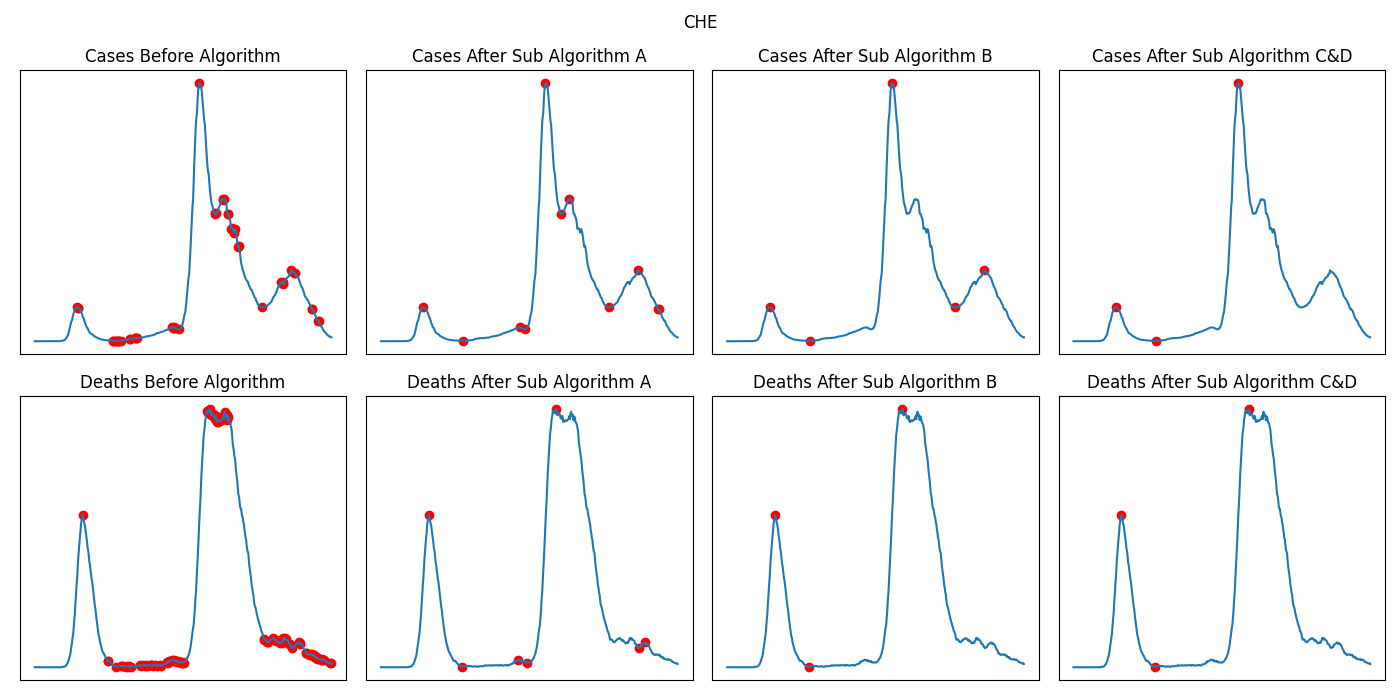 CHE
Cases Before Algorithm
Cases After Sub Algorithm A
Cases After Sub Algorithm B
Cases After Sub Algorithm C&D
Deaths Before Algorithm
Deaths After Sub Algorithm A
Deaths After Sub Algorithm B
Deaths After Sub Algorithm C&D